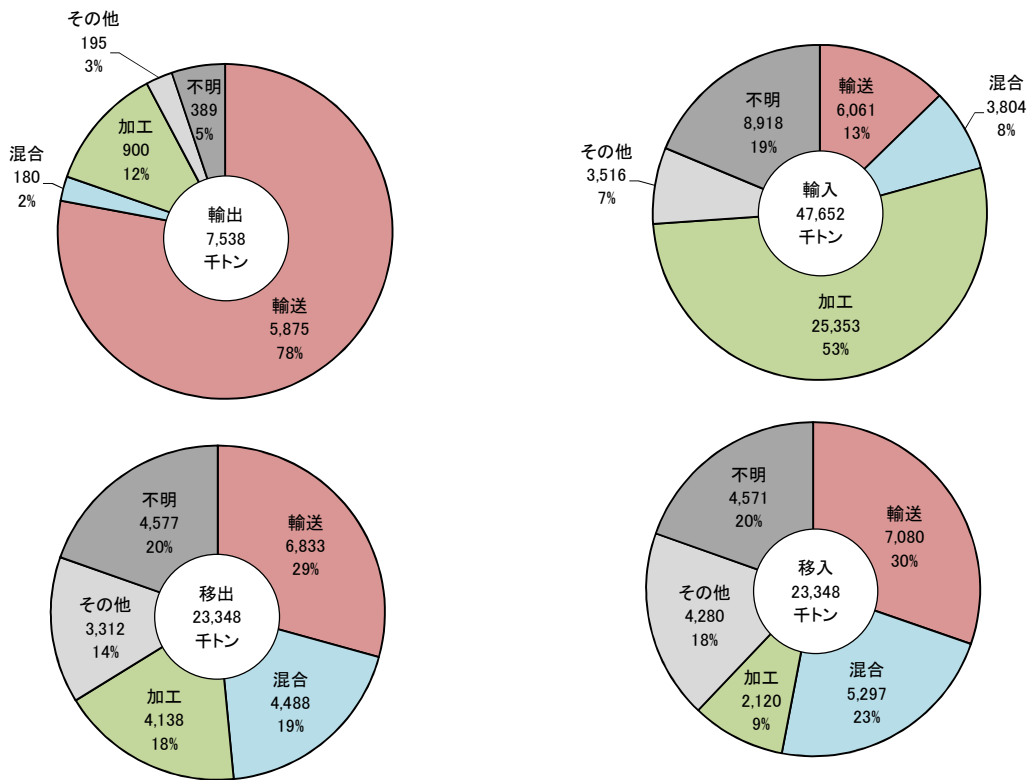 その他
195
3%
不明
389
5%
加工
900
12%
混合
180
2%
輸出
7,538
千トン
輸送
5,875
78%
輸送
6,061
13%
混合
3,804
8%
不明
8,918
19%
その他
3,516
7%
輸入
47,652
千トン
加工
25,353
53%
不明
4,577
20%
輸送
6,833
29%
移出
23,348
千トン
その他
3,312
14%
混合
4,488
19%
加工
4,138
18%
不明
4,571
20%
輸送
7,080
30%
移入
23,348
千トン
その他
4,280
18%
混合
5,297
23%
加工
2,120
9%